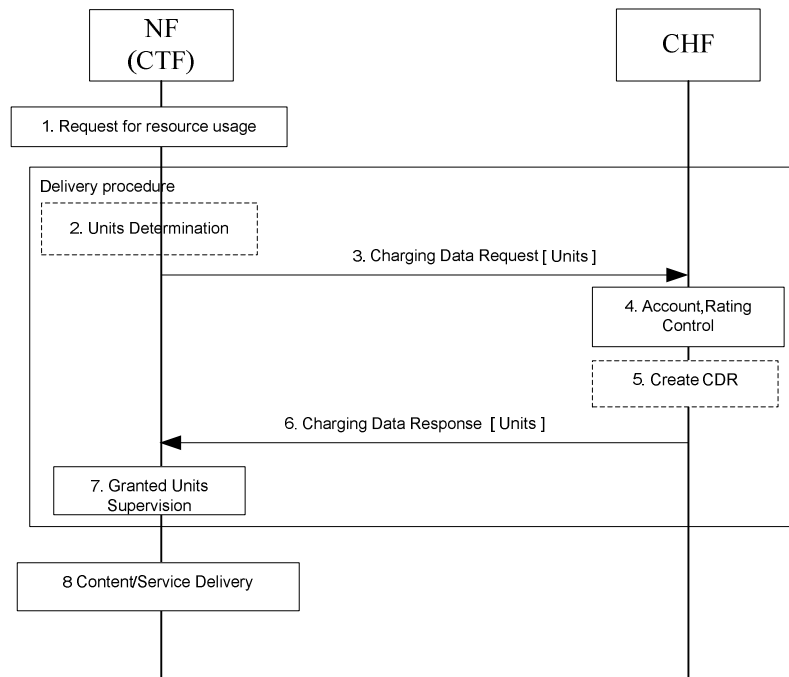 NF
(CTF)
CHF
1. Request for resource usage
Delivery procedure
2. Units Determination
3. Charging Data Request [ Units ]
4. Account,Rating
Control
5. Create CDR
6. Charging Data Response [ Units ]
7. Granted Units
Supervision
8 Content/Service Delivery